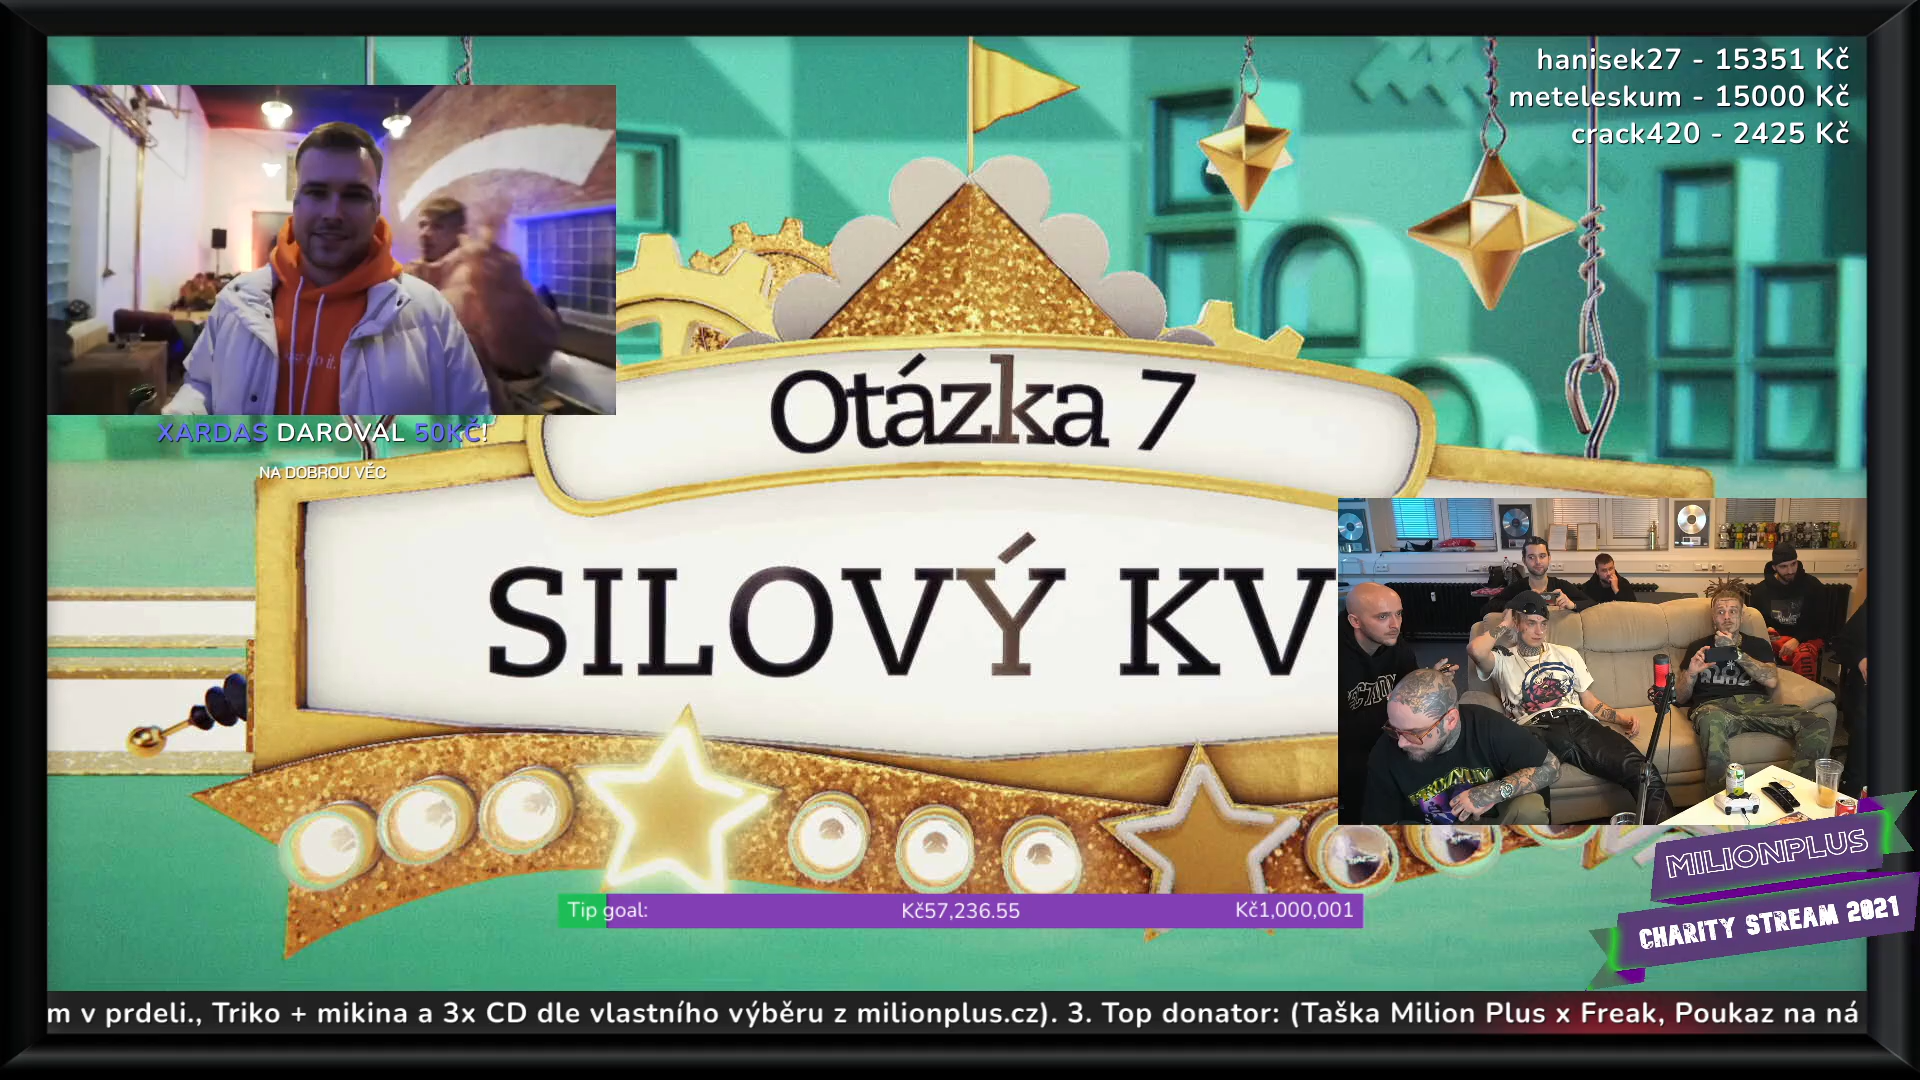 hanisek27 - 15351 Kč
meteleskum - 15000 Kč
crack420 - 2425 Kč
Otázka 7
XARDAS DAROVAL 50KČ!
NA DOBROU VĚC
SILOVÝ KV
Tip goal: Kč57,236.55 Kč1,000,001
MILIONPLUS
CHARITY STREAM 2021
m v prdeli., Triko + mikina a 3x CD dle vlastního výběru z milionplus.cz). 3. Top donator: (Taška Milion Plus x Freak, Poukaz na ná